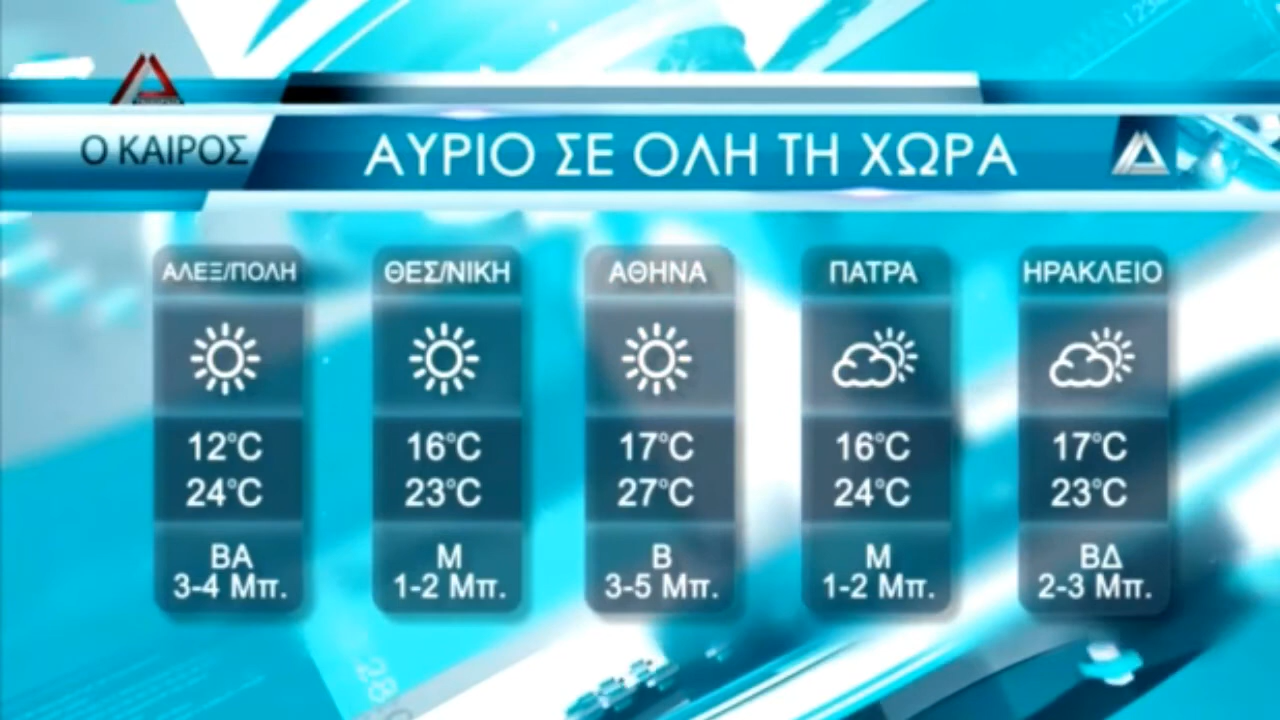 Ο ΚΑΙΡΟΣ
ΑΥΡΙΟ ΣΕ ΟΛΗ ΤΗ ΧΩΡΑ
ΑΛΕΞ/ΠΟΛΗ
12°C
24°C
ΒΑ
3-4 Μπ.
ΘΕΣ/ΝΙΚΗ
16°C
23°C
Μ
1-2 Μπ.
ΑΘΗΝΑ
17°C
27°C
Β
3-5 Μπ.
ΠΑΤΡΑ
16°C
24°C
Μ
1-2 Μπ.
ΗΡΑΚΛΕΙΟ
17°C
23°C
ΒΔ
2-3 Μπ.